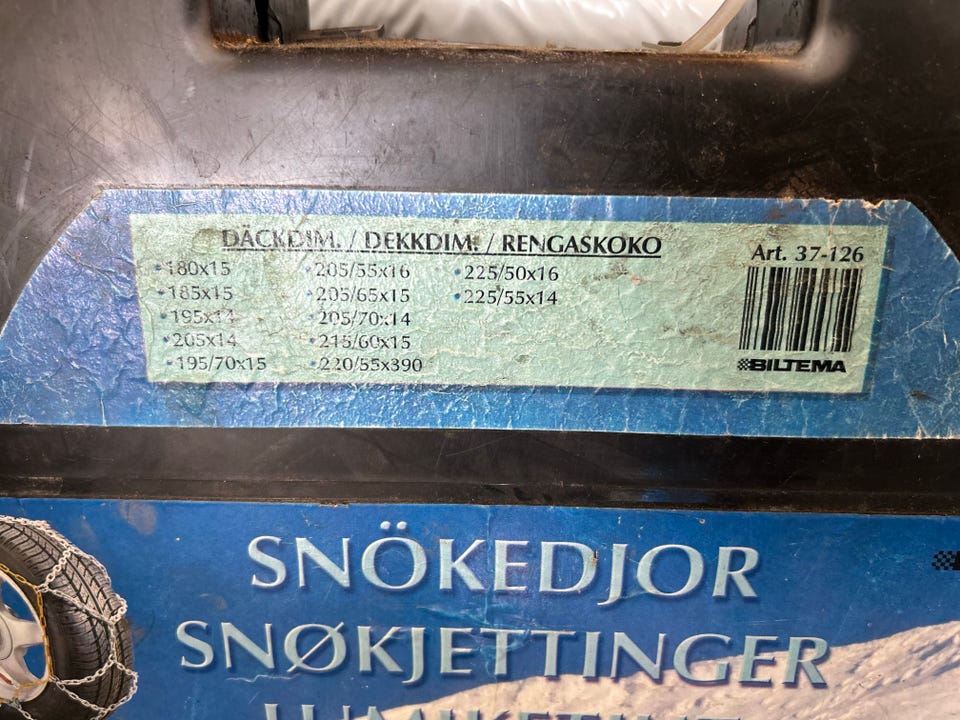 DÄCKDIM. / DEKKDIM. / RENGASKOKO
Art. 37-126
•180x15 •205/55x16 •225/50x16
•185x15 •205/65x15 •225/55x14
•195x14 •205/70x14
•205x14 •215/60x15
•195/70x15 •220/55x390
BILTEMA
SNÖKEDJOR
SNØKJETTINGER